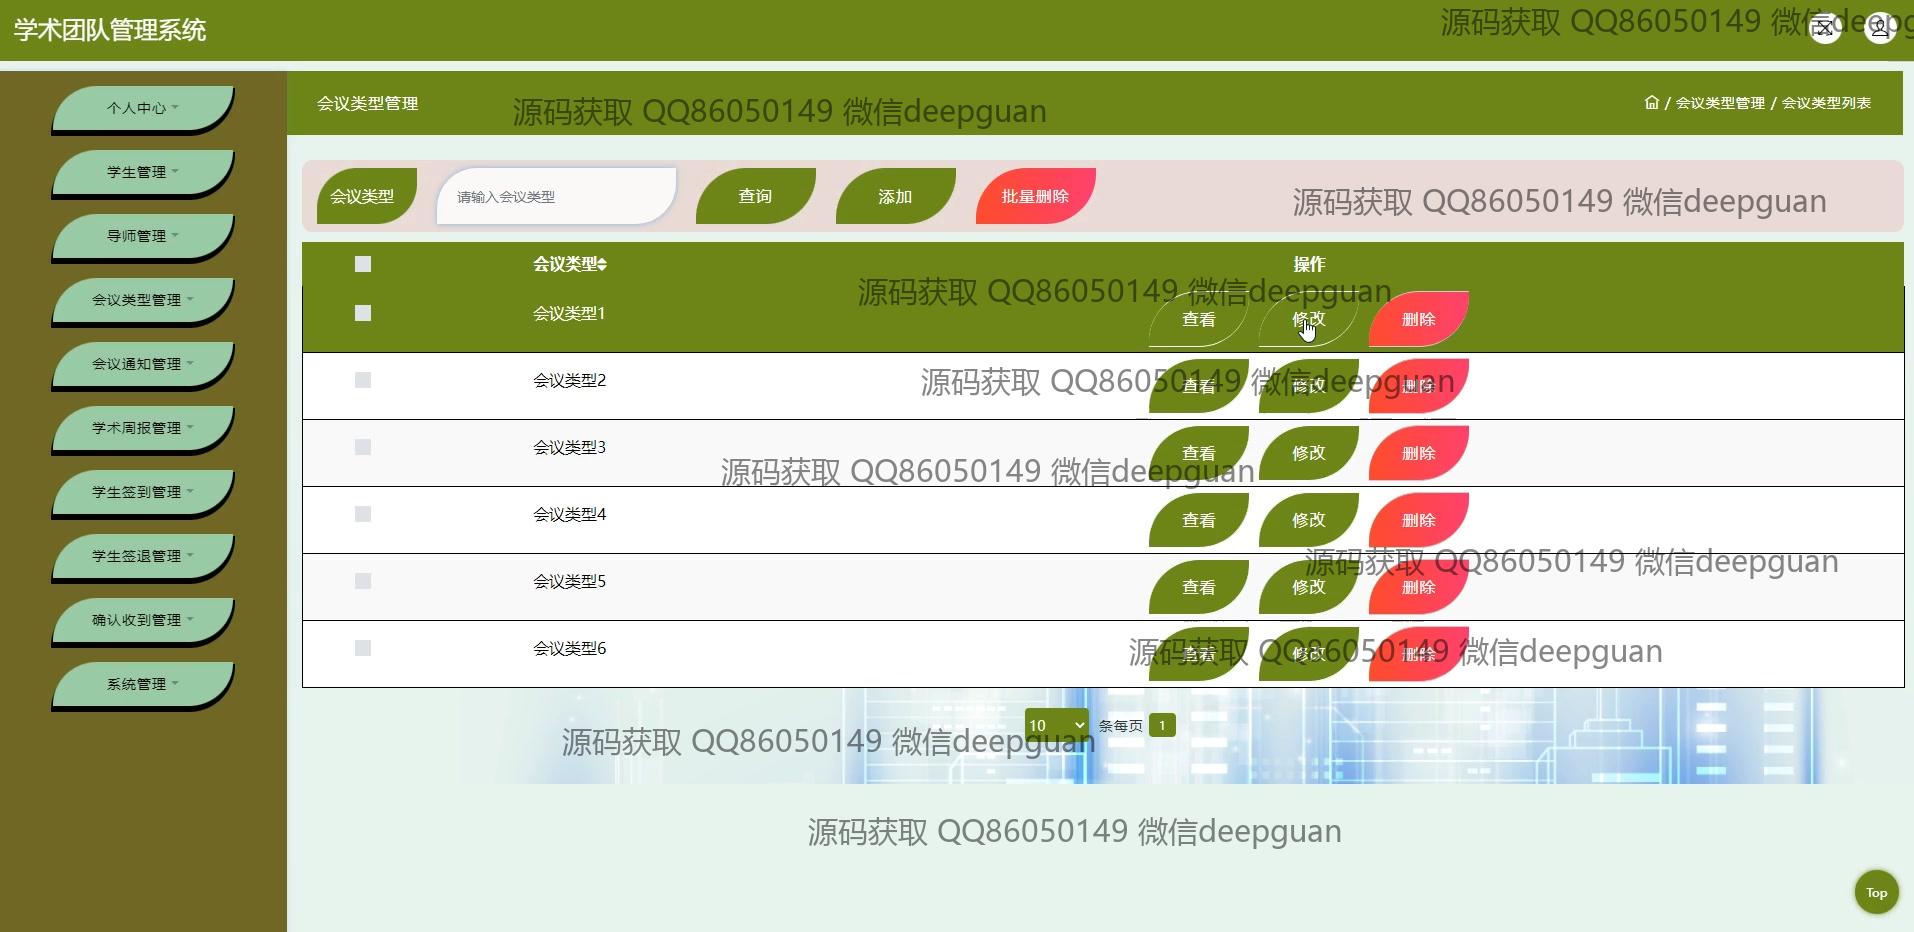 学术团队管理系统
源码获取 QQ86050149 微信deepg
个人中心
学生管理
导师管理
会议类型管理
会议通知管理
学术周报管理
学生签到管理
学生签退管理
确认收到管理
系统管理
会议类型管理
源码获取 QQ86050149 微信deepguan
/ 会议类型管理 / 会议类型列表
会议类型 请输入会议类型 查询 添加 批量删除
源码获取 QQ86050149 微信deepguan
会议类型 操作
源码获取 QQ86050149 微信deepguan
会议类型1 查看 修改 删除
会议类型2 查看 修改 删除
源码获取 QQ86050149 微信deepguan
会议类型3 查看 修改 删除
源码获取 QQ86050149 微信deepguan
会议类型4 查看 修改 删除
源码获取 QQ86050149 微信deepguan
会议类型5 查看 修改 删除
会议类型6 查看 修改 删除
源码获取 QQ86050149 微信deepguan
10 条每页 1
源码获取 QQ86050149 微信deepguan
源码获取 QQ86050149 微信deepguan
Top